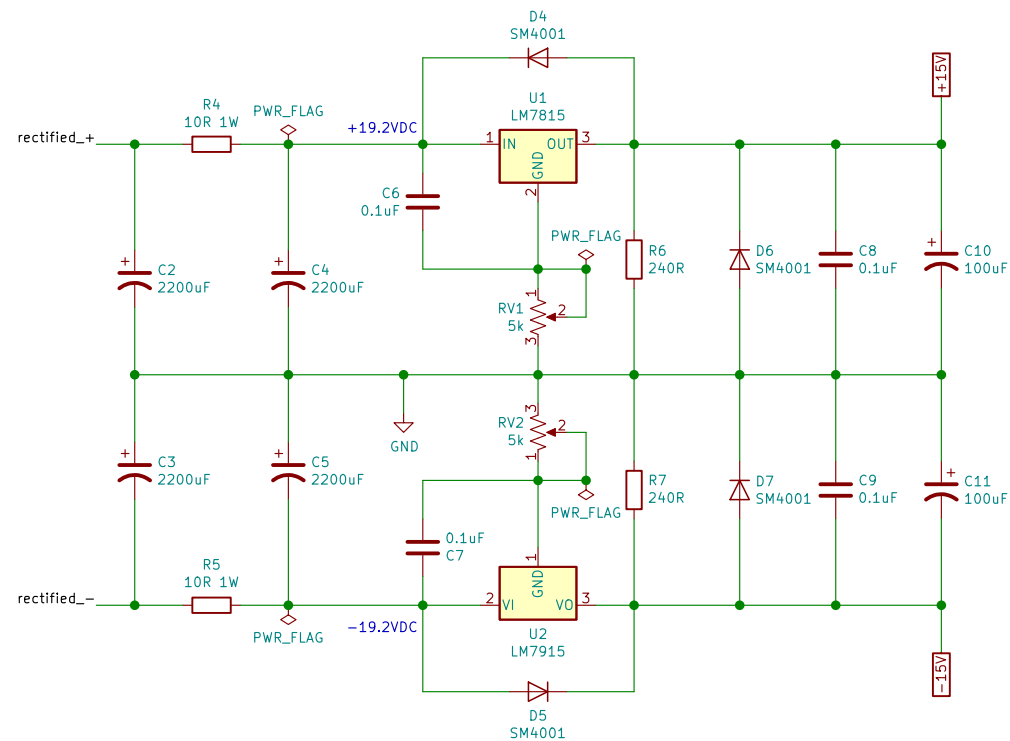 D4
SM4001
+15V
U1
LM7815
R4
10R 1W
PWR_FLAG
+19.2VDC
rectified_+
1
IN
OUT
3
GND
2
C6
0.1uF
PWR_FLAG
R6
240R
D6
SM4001
C8
0.1uF
+
C10
100uF
+
C2
2200uF
+
C4
2200uF
1
RV1
5k
2
3
GND
3
RV2
5k
2
1
+
C3
2200uF
+
C5
2200uF
PWR_FLAG
R7
240R
D7
SM4001
C9
0.1uF
+
C11
100uF
0.1uF
C7
1
GND
R5
10R 1W
rectified_-
2
VI
VO
3
PWR_FLAG
-19.2VDC
U2
LM7915
-15V
D5
SM4001